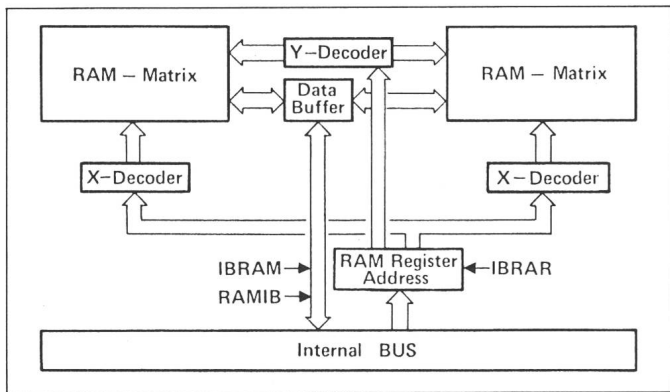 Y-Decoder
RAM - Matrix
RAM - Matrix
Data
Buffer
X-Decoder
X-Decoder
IBRAM
RAM Register
Address
IBRAR
RAMIB
Internal BUS